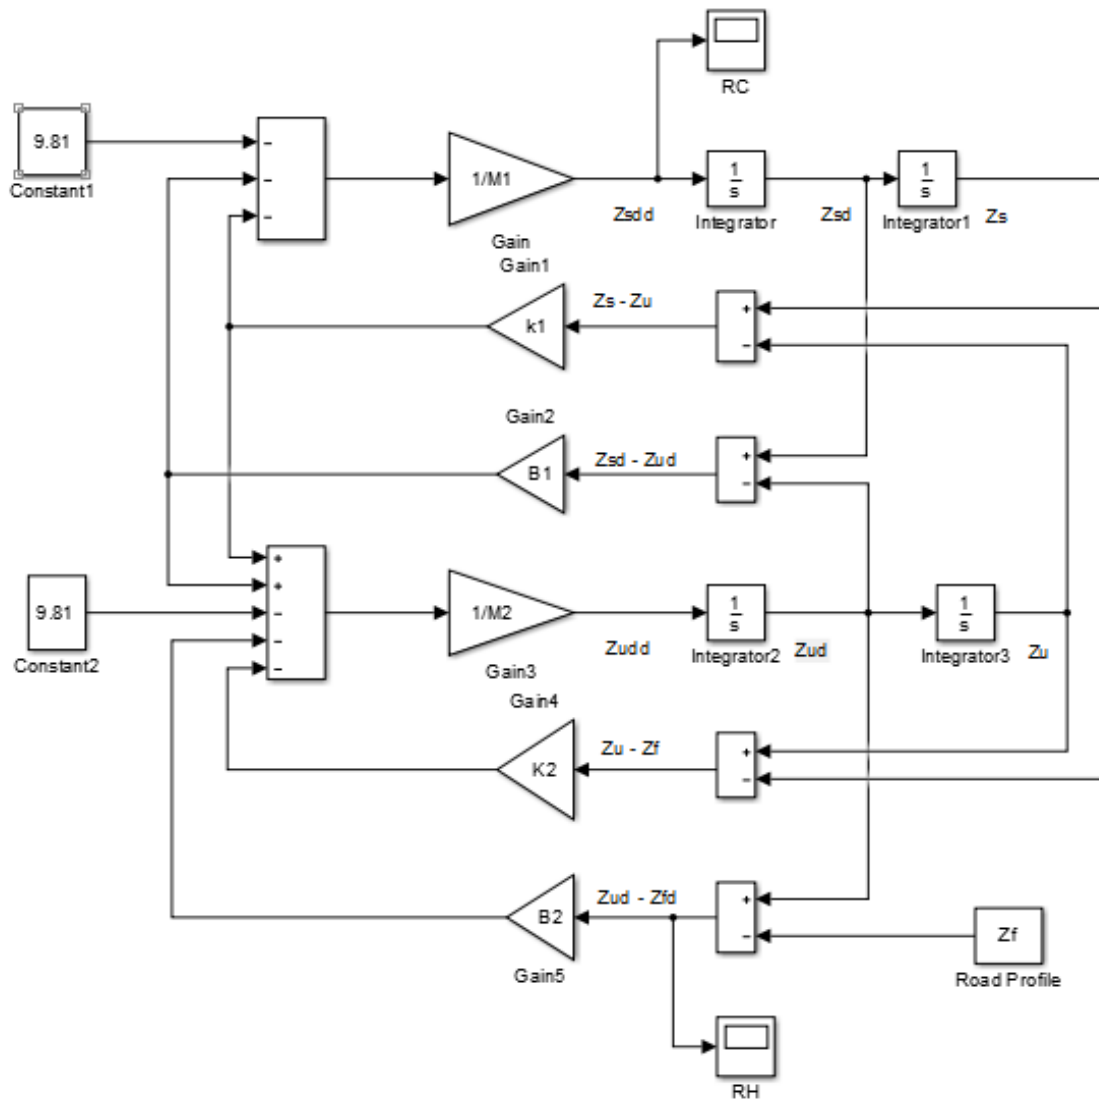 RC
9.81
Constant1
-
-
-
1/M1
Gain
Zsdd
1
s
Integrator
Zsd
1
s
Integrator1
Zs
Gain1
k1
Zs - Zu
+
-
Gain2
B1
Zsd - Zud
+
-
9.81
Constant2
+
+
-
-
-
1/M2
Gain3
Zudd
1
s
Integrator2
Zud
1
s
Integrator3
Zu
Gain4
K2
Zu - Zf
+
-
B2
Gain5
Zud - Zfd
+
-
Zf
Road Profile
RH